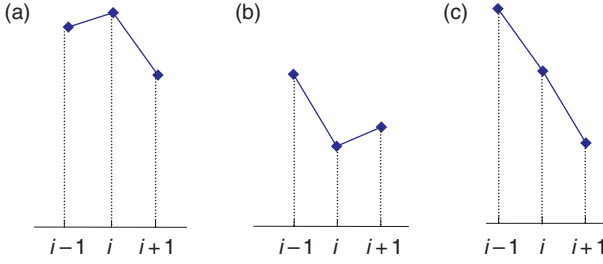 (a) (b) (c)
i−1 i i+1 i−1 i i+1 i−1 i i+1